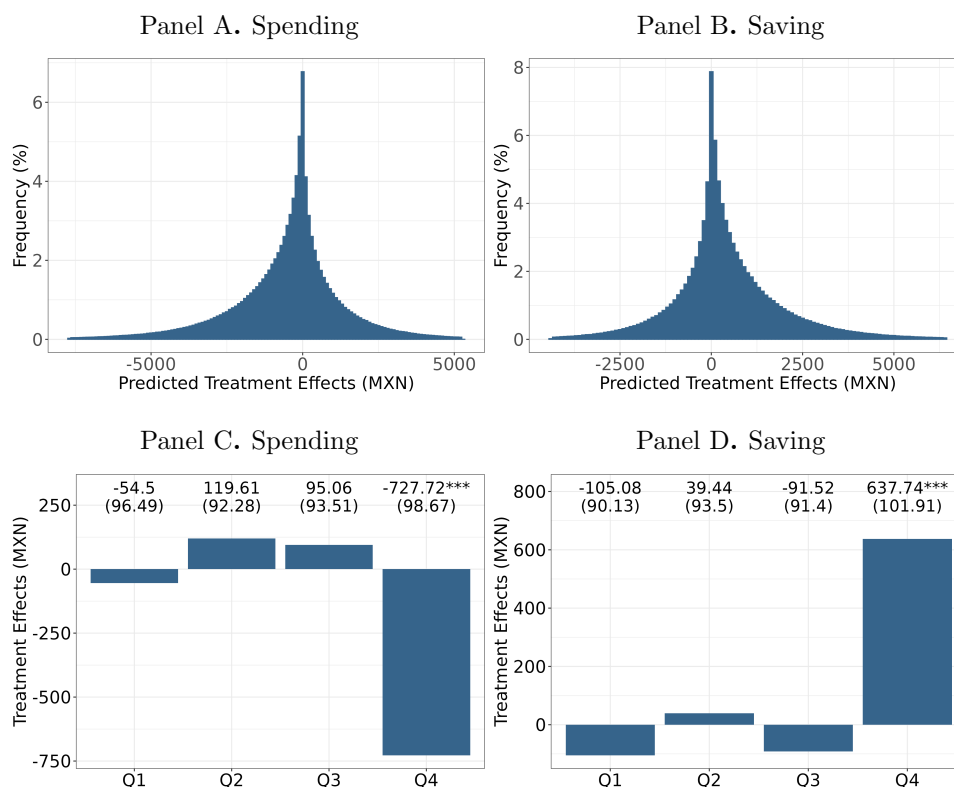 Panel A. Spending
Frequency (%)
6
4
2
0
-5000
0
5000
Predicted Treatment Effects (MXN)
Panel B. Saving
Frequency (%)
8
6
4
2
0
-2500
0
2500
5000
Predicted Treatment Effects (MXN)
Panel C. Spending
Treatment Effects (MXN)
250
0
-250
-500
-750
-54.5
(96.49)
119.61
(92.28)
95.06
(93.51)
-727.72***
(98.67)
Q1
Q2
Q3
Q4
Panel D. Saving
Treatment Effects (MXN)
800
600
400
200
0
-105.08
(90.13)
39.44
(93.5)
-91.52
(91.4)
637.74***
(101.91)
Q1
Q2
Q3
Q4